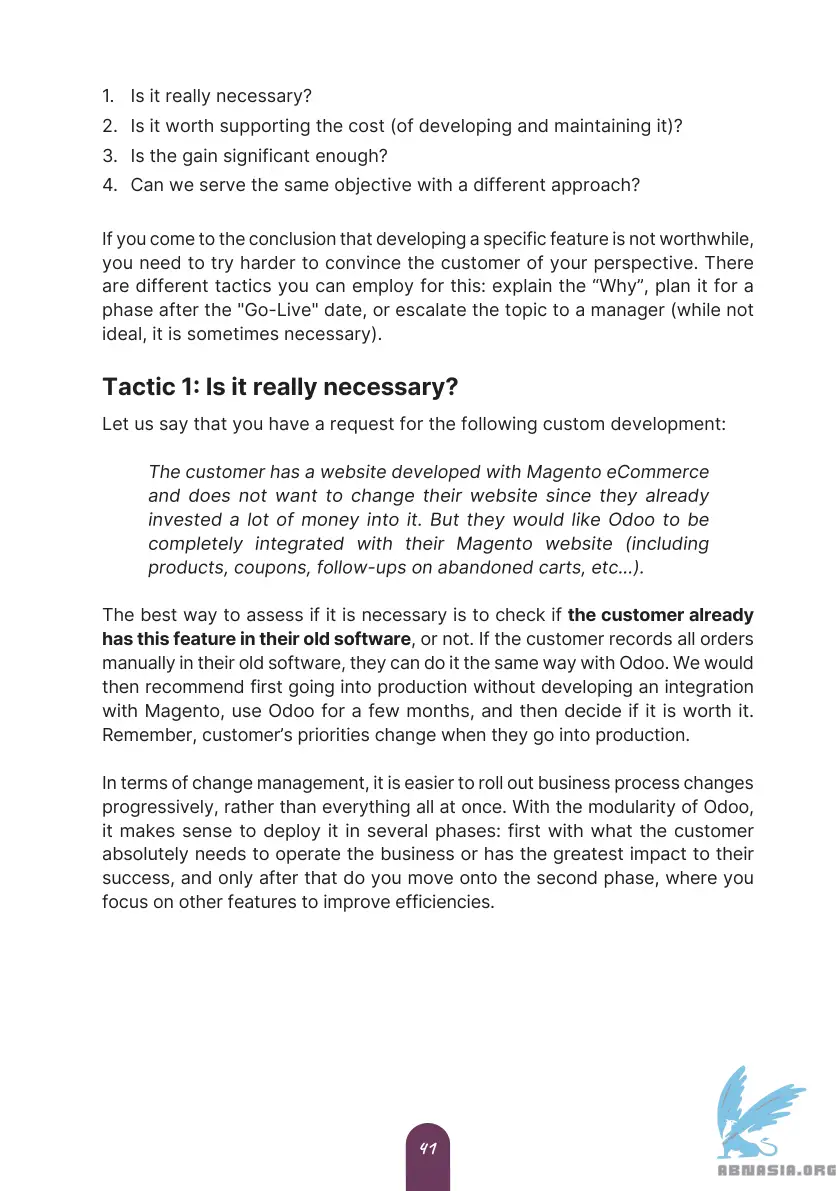 1. Is it really necessary?
2. Is it worth supporting the cost (of developing and maintaining it)?
3. Is the gain significant enough?
4. Can we serve the same objective with a different approach?
If you come to the conclusion that developing a specific feature is not worthwhile,
you need to try harder to convince the customer of your perspective. There
are different tactics you can employ for this: explain the “Why”, plan it for a
phase after the "Go-Live" date, or escalate the topic to a manager (while not
ideal, it is sometimes necessary).
Tactic 1: Is it really necessary?
Let us say that you have a request for the following custom development:
The customer has a website developed with Magento eCommerce
and does not want to change their website since they already
invested a lot of money into it. But they would like Odoo to be
completely integrated with their Magento website (including
products, coupons, follow-ups on abandoned carts, etc...).
The best way to assess if it is necessary is to check if the customer already
has this feature in their old software, or not. If the customer records all orders
manually in their old software, they can do it the same way with Odoo. We would
then recommend first going into production without developing an integration
with Magento, use Odoo for a few months, and then decide if it is worth it.
Remember, customer’s priorities change when they go into production.
In terms of change management, it is easier to roll out business process changes
progressively, rather than everything all at once. With the modularity of Odoo,
it makes sense to deploy it in several phases: first with what the customer
absolutely needs to operate the business or has the greatest impact to their
success, and only after that do you move onto the second phase, where you
focus on other features to improve efficiencies.
41
ABNASIA.ORG